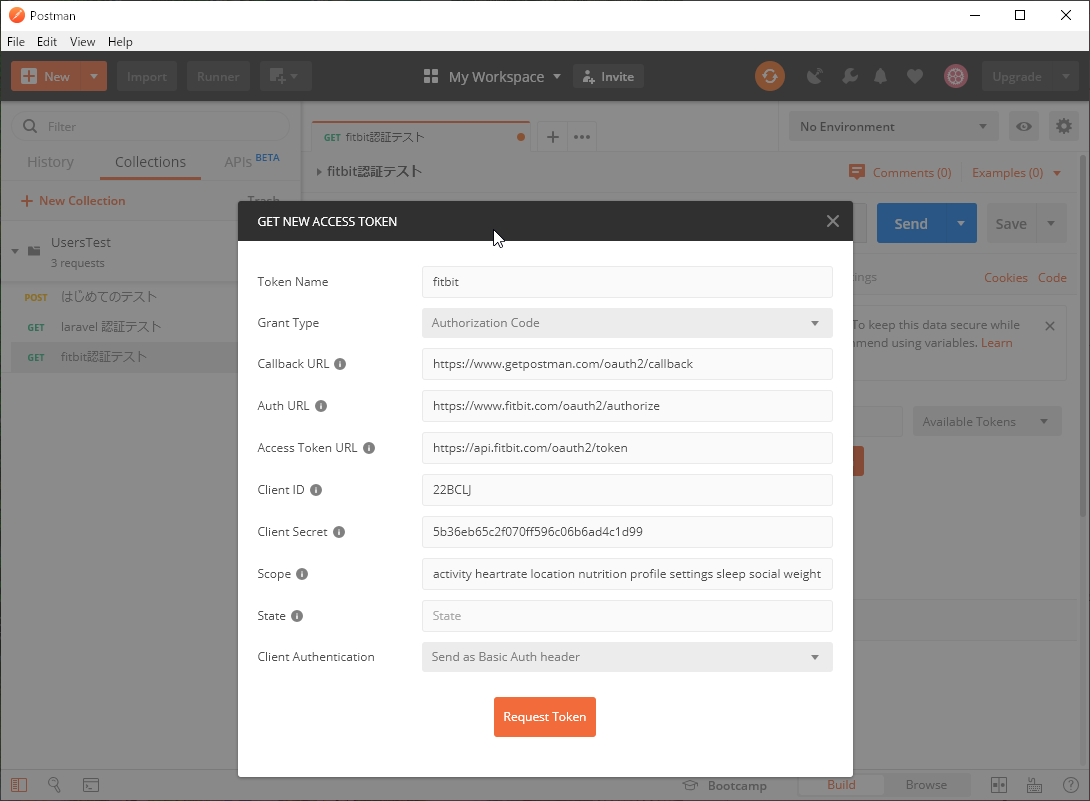 Postman
File Edit View Help
New Import Runner My Workspace Invite Upgrade
Filter
History Collections APIs BETA
New Collection Trash
UsersTest
3 requests
POST はじめてのテスト
GET laravel 認証テスト
GET fitbit認証テスト
GET fitbit認証テスト
No Environment
fitbit認証テスト
Comments (0) Examples (0)
Send Save
Cookies Code
To keep this data secure while
mend using variables. Learn
Available Tokens
GET NEW ACCESS TOKEN
Token Name fitbit
Grant Type Authorization Code
Callback URL https://www.getpostman.com/oauth2/callback
Auth URL https://www.fitbit.com/oauth2/authorize
Access Token URL https://api.fitbit.com/oauth2/token
Client ID 22BCLJ
Client Secret 5b36eb65c2f070ff596c06b6ad4c1d99
Scope activity heartrate location nutrition profile settings sleep social weight
State State
Client Authentication Send as Basic Auth header
Request Token
Bootcamp Build Browse